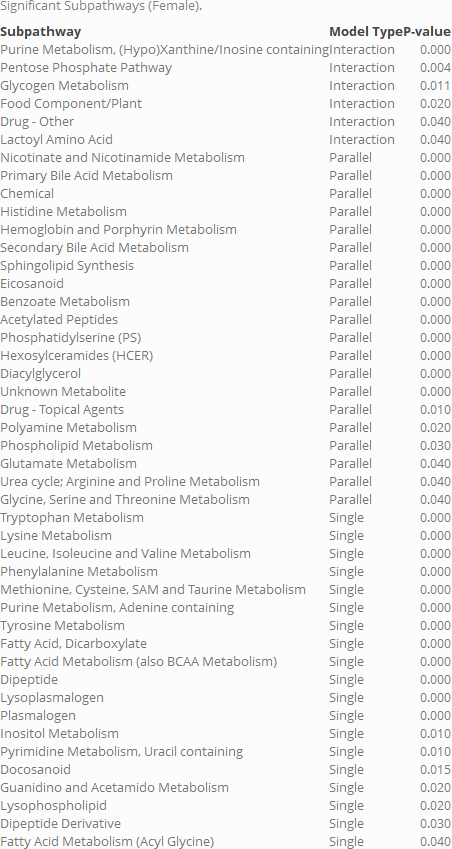 Significant Subpathways (Female).
Subpathway Model Type P-value
Purine Metabolism, (Hypo)Xanthine/Inosine containing Interaction 0.000
Pentose Phosphate Pathway Interaction 0.004
Glycogen Metabolism Interaction 0.011
Food Component/Plant Interaction 0.020
Drug - Other Interaction 0.040
Lactoyl Amino Acid Interaction 0.040
Nicotinate and Nicotinamide Metabolism Parallel 0.000
Primary Bile Acid Metabolism Parallel 0.000
Chemical Parallel 0.000
Histidine Metabolism Parallel 0.000
Hemoglobin and Porphyrin Metabolism Parallel 0.000
Secondary Bile Acid Metabolism Parallel 0.000
Sphingolipid Synthesis Parallel 0.000
Eicosanoid Parallel 0.000
Benzoate Metabolism Parallel 0.000
Acetylated Peptides Parallel 0.000
Phosphatidylserine (PS) Parallel 0.000
Hexosylceramides (HCER) Parallel 0.000
Diacylglycerol Parallel 0.000
Unknown Metabolite Parallel 0.000
Drug - Topical Agents Parallel 0.010
Polyamine Metabolism Parallel 0.020
Phospholipid Metabolism Parallel 0.030
Glutamate Metabolism Parallel 0.040
Urea cycle; Arginine and Proline Metabolism Parallel 0.040
Glycine, Serine and Threonine Metabolism Parallel 0.040
Tryptophan Metabolism Single 0.000
Lysine Metabolism Single 0.000
Leucine, Isoleucine and Valine Metabolism Single 0.000
Phenylalanine Metabolism Single 0.000
Methionine, Cysteine, SAM and Taurine Metabolism Single 0.000
Purine Metabolism, Adenine containing Single 0.000
Tyrosine Metabolism Single 0.000
Fatty Acid, Dicarboxylate Single 0.000
Fatty Acid Metabolism (also BCAA Metabolism) Single 0.000
Dipeptide Single 0.000
Lysoplasmalogen Single 0.000
Plasmalogen Single 0.000
Inositol Metabolism Single 0.010
Pyrimidine Metabolism, Uracil containing Single 0.010
Docosanoid Single 0.015
Guanidino and Acetamido Metabolism Single 0.020
Lysophospholipid Single 0.020
Dipeptide Derivative Single 0.030
Fatty Acid Metabolism (Acyl Glycine) Single 0.040